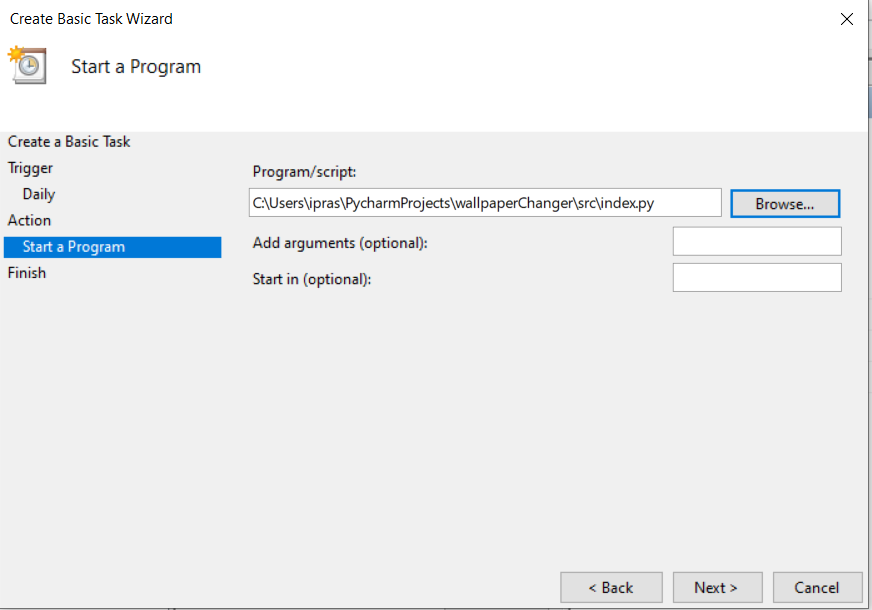 Create Basic Task Wizard
Start a Program
Create a Basic Task
Trigger
Daily
Action
Start a Program
Finish
Program/script:
C:\Users\ipras\PycharmProjects\wallpaperChanger\src\index.py
Browse...
Add arguments (optional):
Start in (optional):
< Back
Next >
Cancel